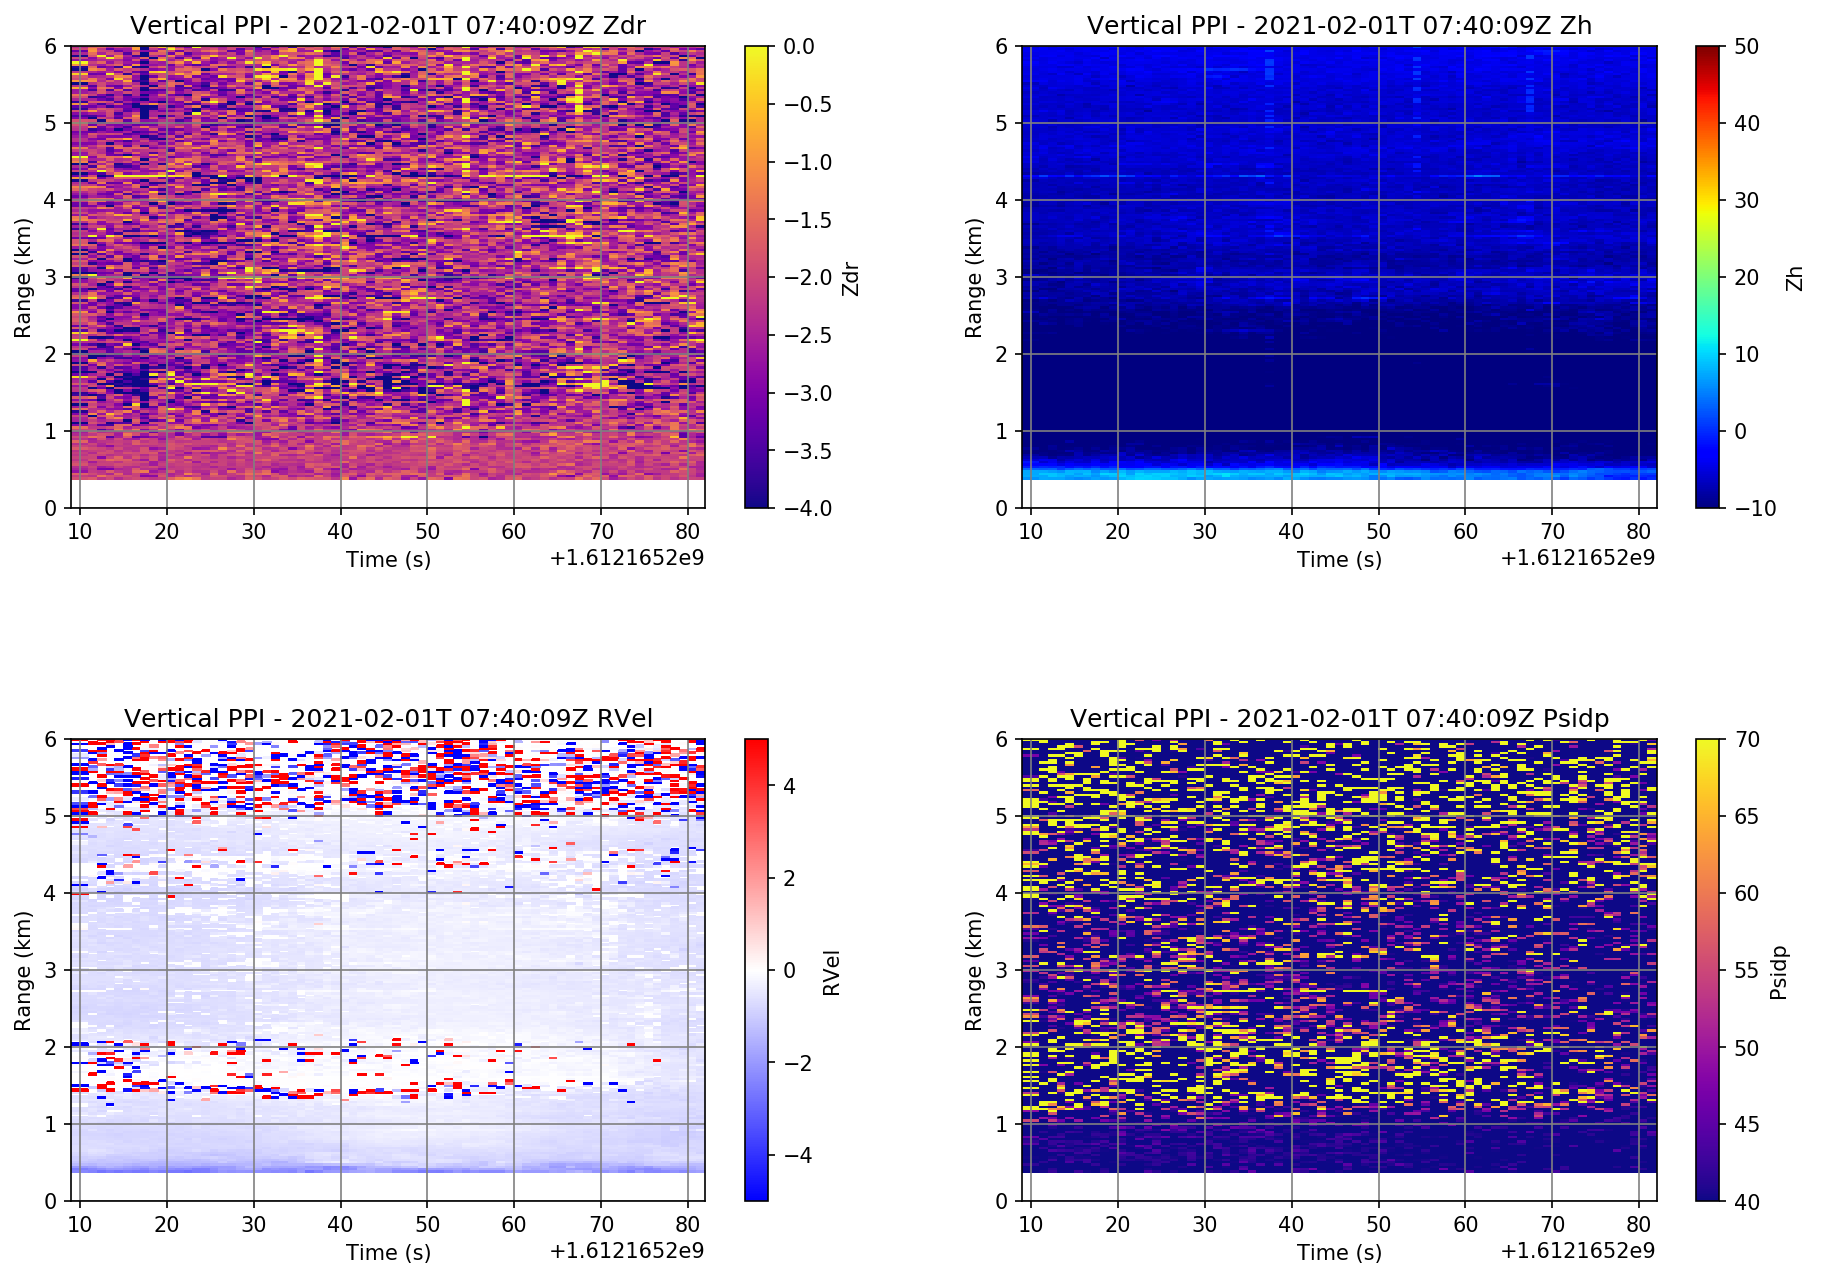 Vertical PPI - 2021-02-01T 07:40:09Z Zdr
6
5
4
3
2
1
0
Range (km)
10 20 30 40 50 60 70 80
Time (s)
+1.6121652e9
0.0
−0.5
−1.0
−1.5
−2.0
−2.5
−3.0
−3.5
−4.0
Zdr
Vertical PPI - 2021-02-01T 07:40:09Z Zh
6
5
4
3
2
1
0
Range (km)
10 20 30 40 50 60 70 80
Time (s)
+1.6121652e9
50
40
30
20
10
0
−10
Zh
Vertical PPI - 2021-02-01T 07:40:09Z RVel
6
5
4
3
2
1
0
Range (km)
10 20 30 40 50 60 70 80
Time (s)
+1.6121652e9
4
2
0
−2
−4
RVel
Vertical PPI - 2021-02-01T 07:40:09Z Psidp
6
5
4
3
2
1
0
Range (km)
10 20 30 40 50 60 70 80
Time (s)
+1.6121652e9
70
65
60
55
50
45
40
Psidp